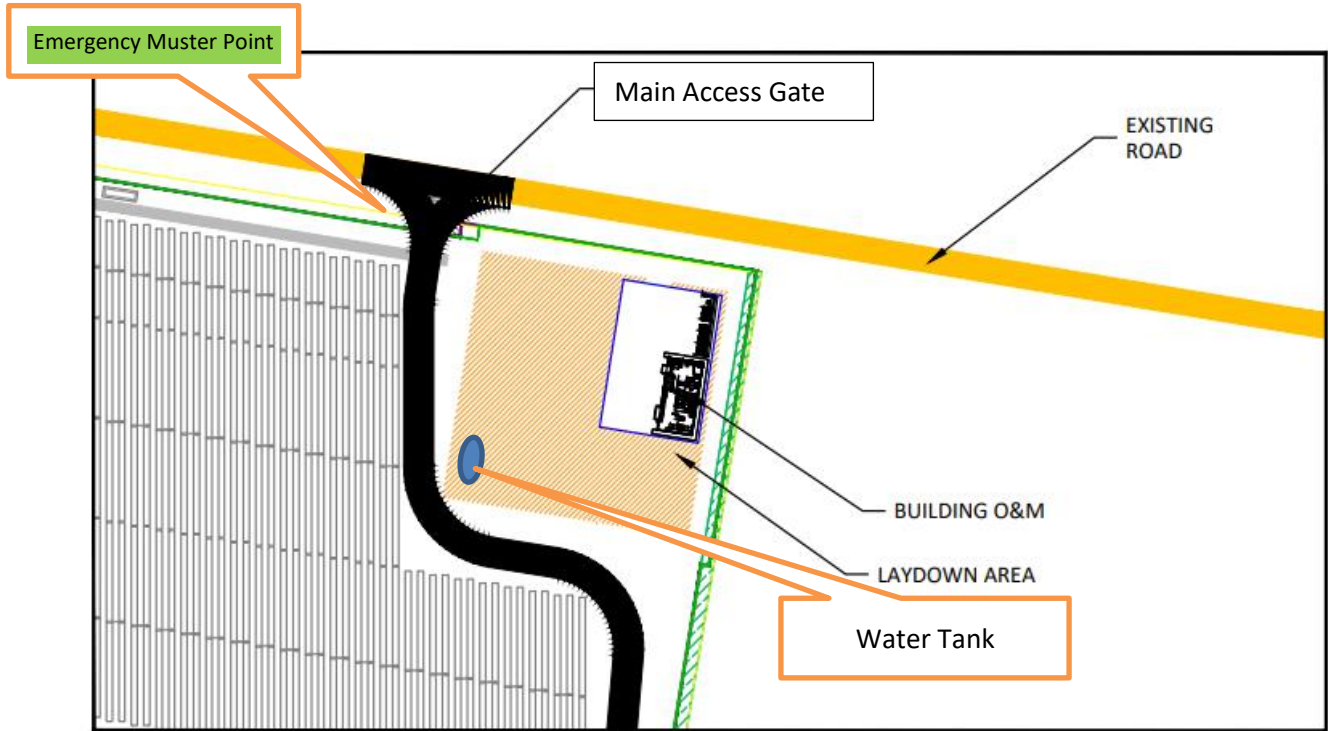 Emergency Muster Point
Main Access Gate
EXISTING
ROAD
BUILDING O&M
LAYDOWN AREA
Water Tank